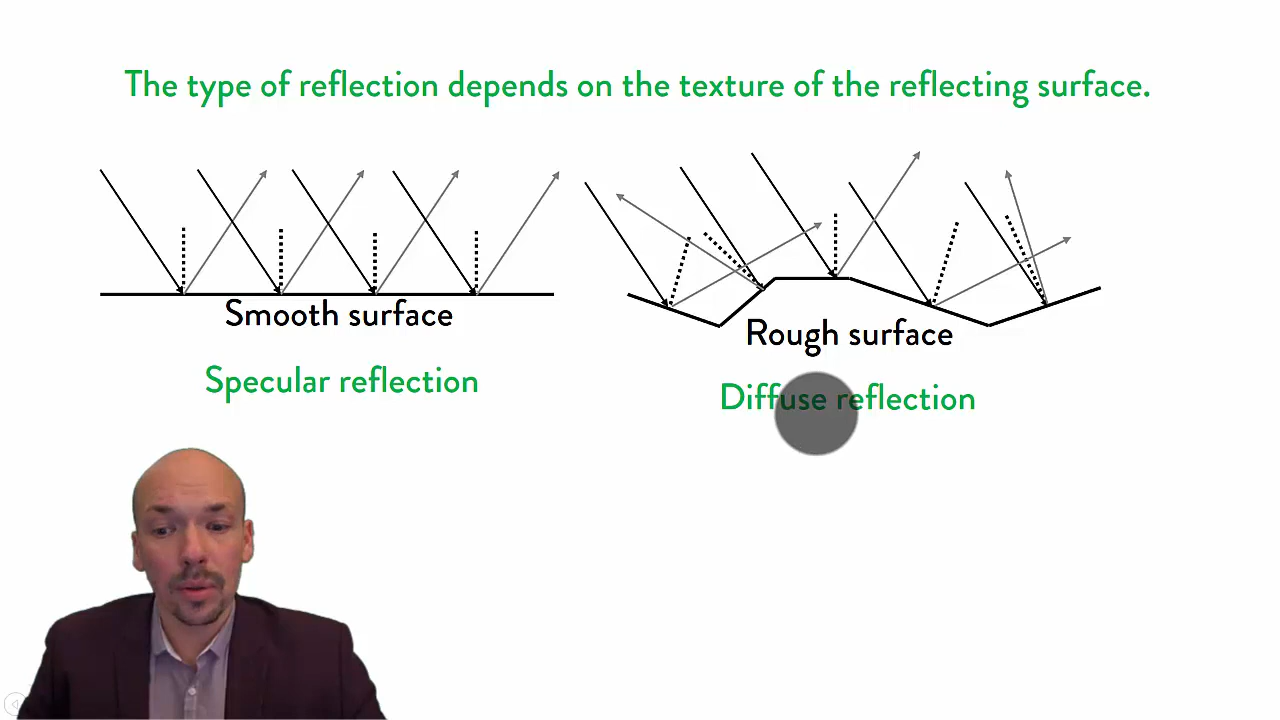 The type of reflection depends on the texture of the reflecting surface.
Smooth surface
Specular reflection
Rough surface
Diffuse reflection